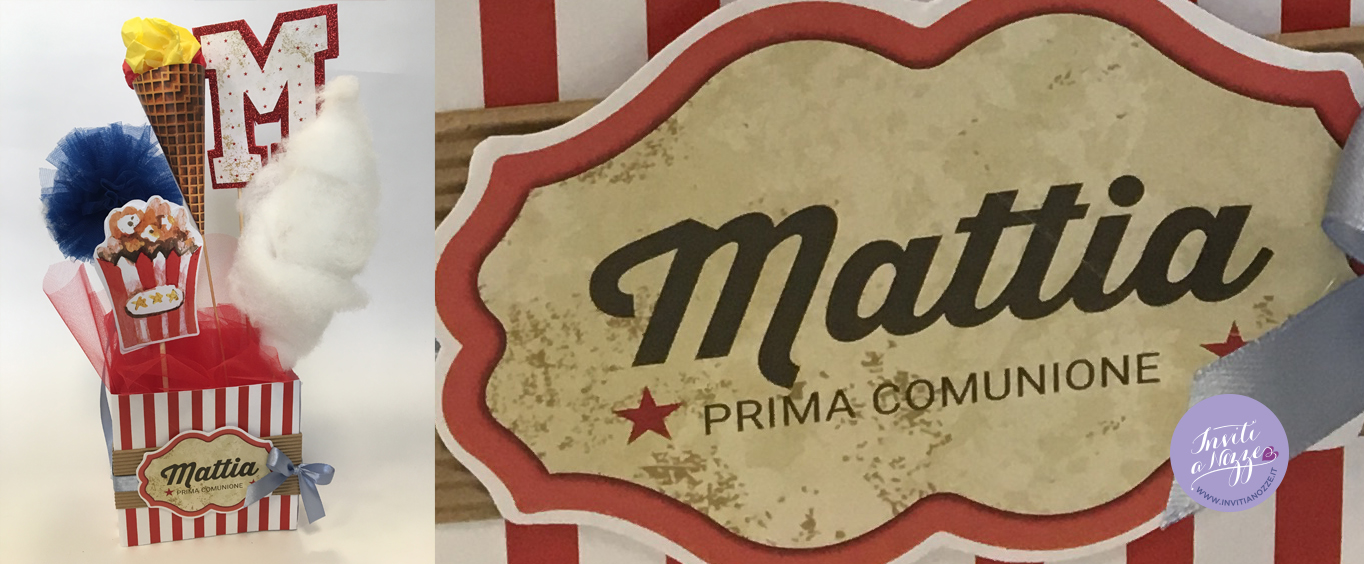 M
Mattia
PRIMA COMUNIONE
Mattia
PRIMA COMUNIONE
Inviti
a Nozze
WWW.INVITIANOZZE.IT